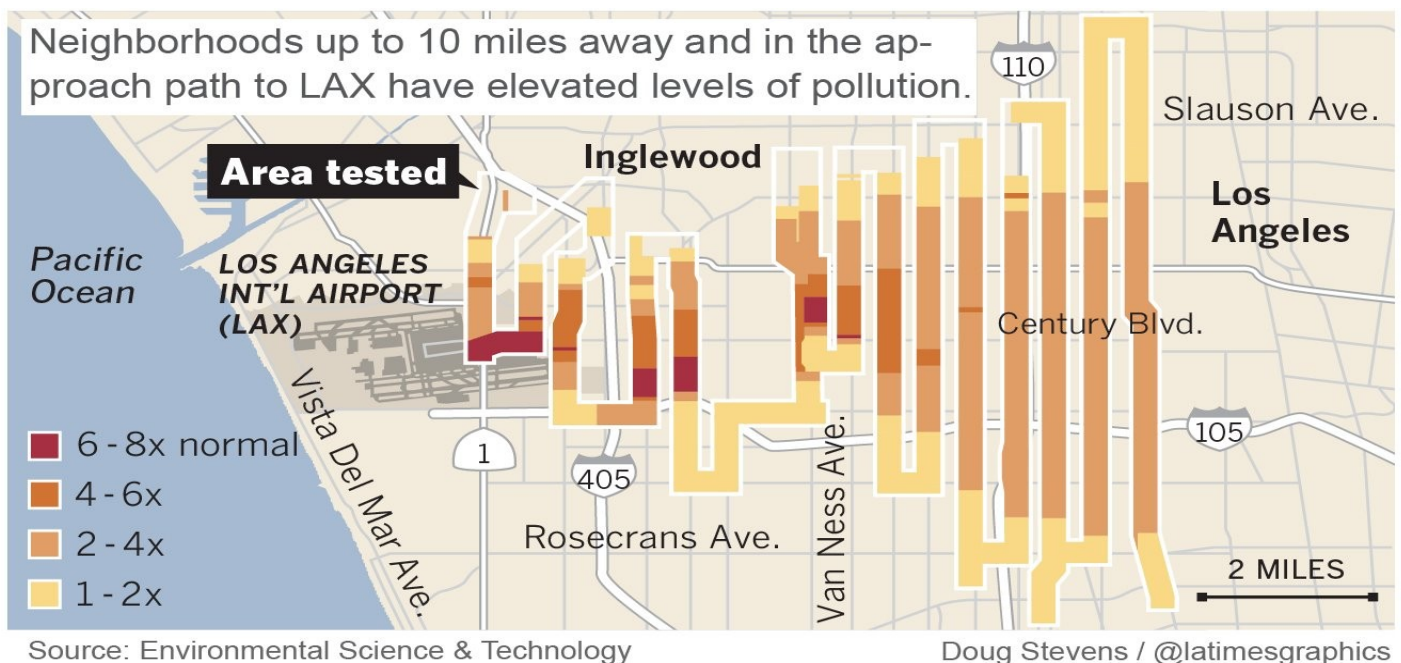 Neighborhoods up to 10 miles away and in the ap-
proach path to LAX have elevated levels of pollution.
110
Slauson Ave.
Area tested
Inglewood
Los
Angeles
Pacific
Ocean
LOS ANGELES
INT'L AIRPORT
(LAX)
Century Blvd.
Vista Del Mar Ave.
6 - 8x normal
4 - 6x
2 - 4x
1 - 2x
1
405
105
Rosecrans Ave.
Van Ness Ave.
2 MILES
Source: Environmental Science & Technology
Doug Stevens / @latimesgraphics